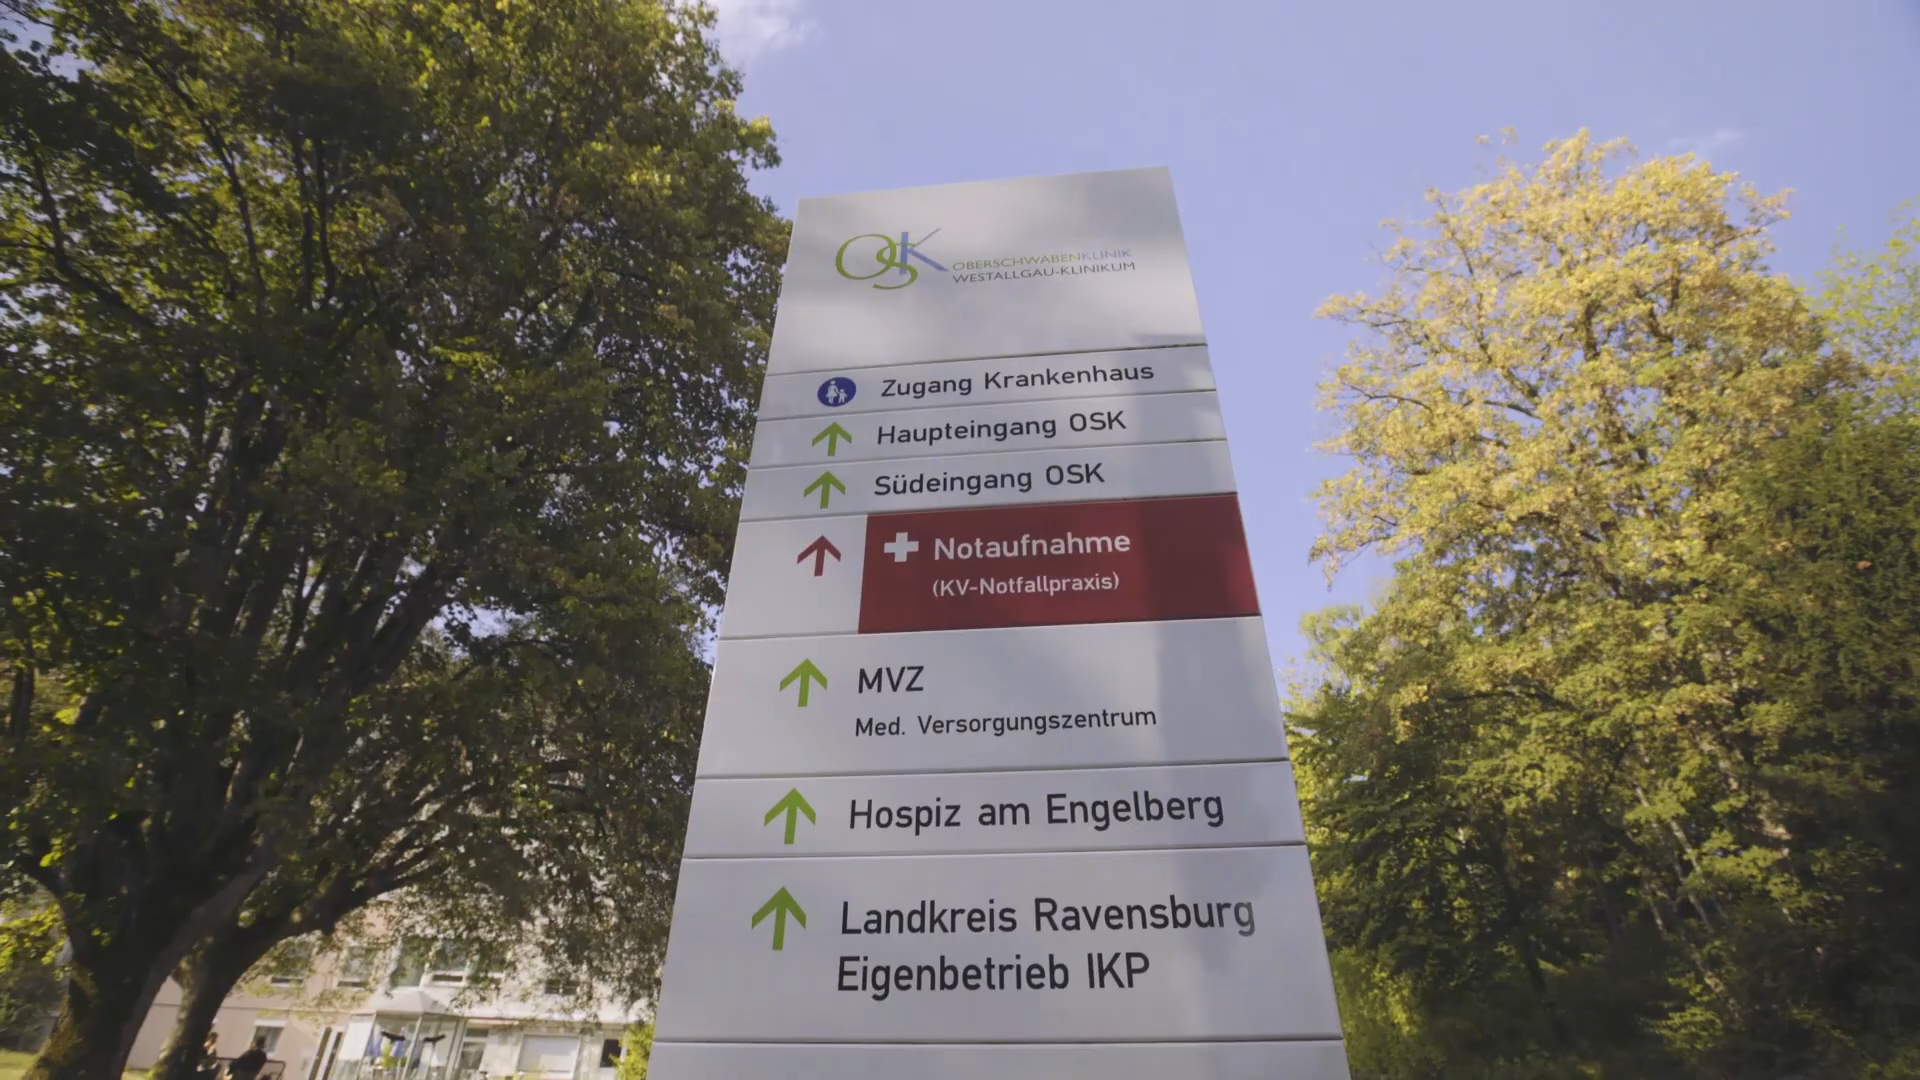 OSK
OBERSCHWABENKLINIK
WESTALLGÄU-KLINIKUM
Zugang Krankenhaus
Haupteingang OSK
Südeingang OSK
Notaufnahme
(KV-Notfallpraxis)
MVZ
Med. Versorgungszentrum
Hospiz am Engelberg
Landkreis Ravensburg
Eigenbetrieb IKP